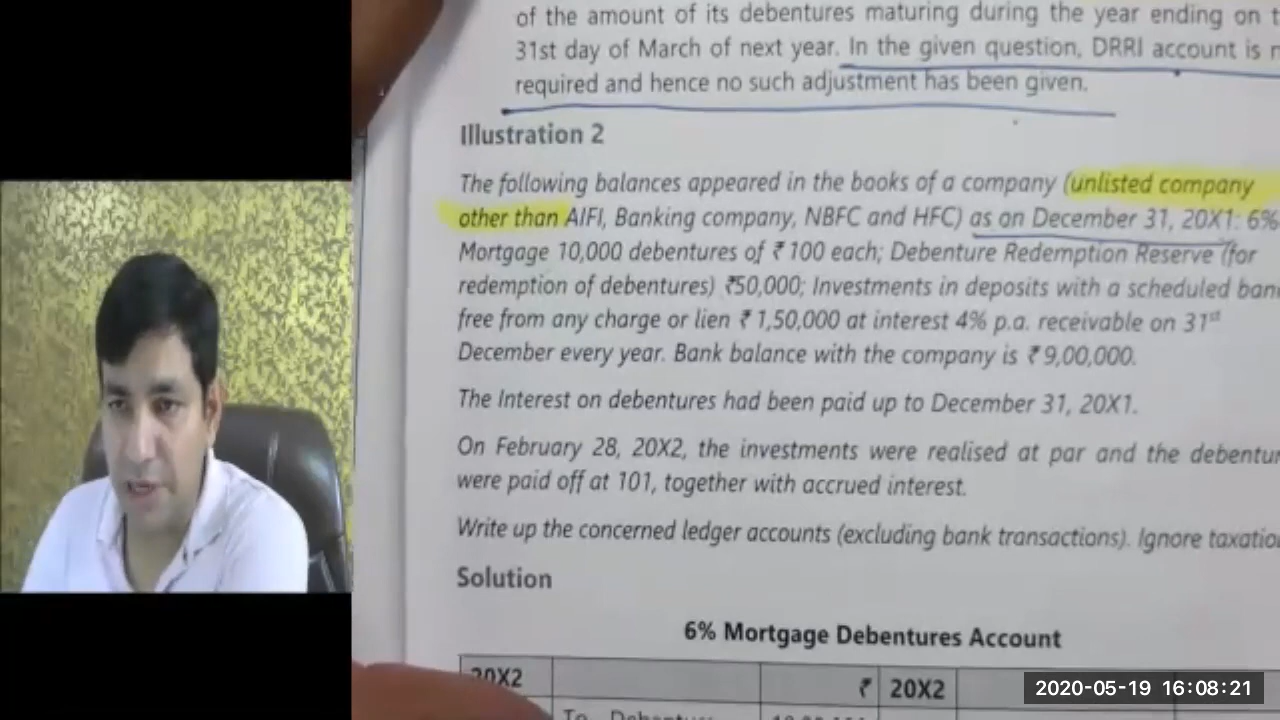 of the amount of its debentures maturing during the year ending on
31st day of March of next year. In the given question, DRRI account is
required and hence no such adjustment has been given.
Illustration 2
The following balances appeared in the books of a company (unlisted company
other than AIFI, Banking company, NBFC and HFC) as on December 31, 20X1: 6%
Mortgage 10,000 debentures of ₹ 100 each; Debenture Redemption Reserve (for
redemption of debentures) ₹50,000; Investments in deposits with a scheduled
free from any charge or lien ₹ 1,50,000 at interest 4% p.a. receivable on 31st
December every year. Bank balance with the company is ₹ 9,00,000.
The Interest on debentures had been paid up to December 31, 20X1.
On February 28, 20X2, the investments were realised at par and the
were paid off at 101, together with accrued interest.
Write up the concerned ledger accounts (excluding bank transactions). Ignore
Solution
6% Mortgage Debentures Account
20X2 ₹ 20X2
To
2020-05-19 16:08:21